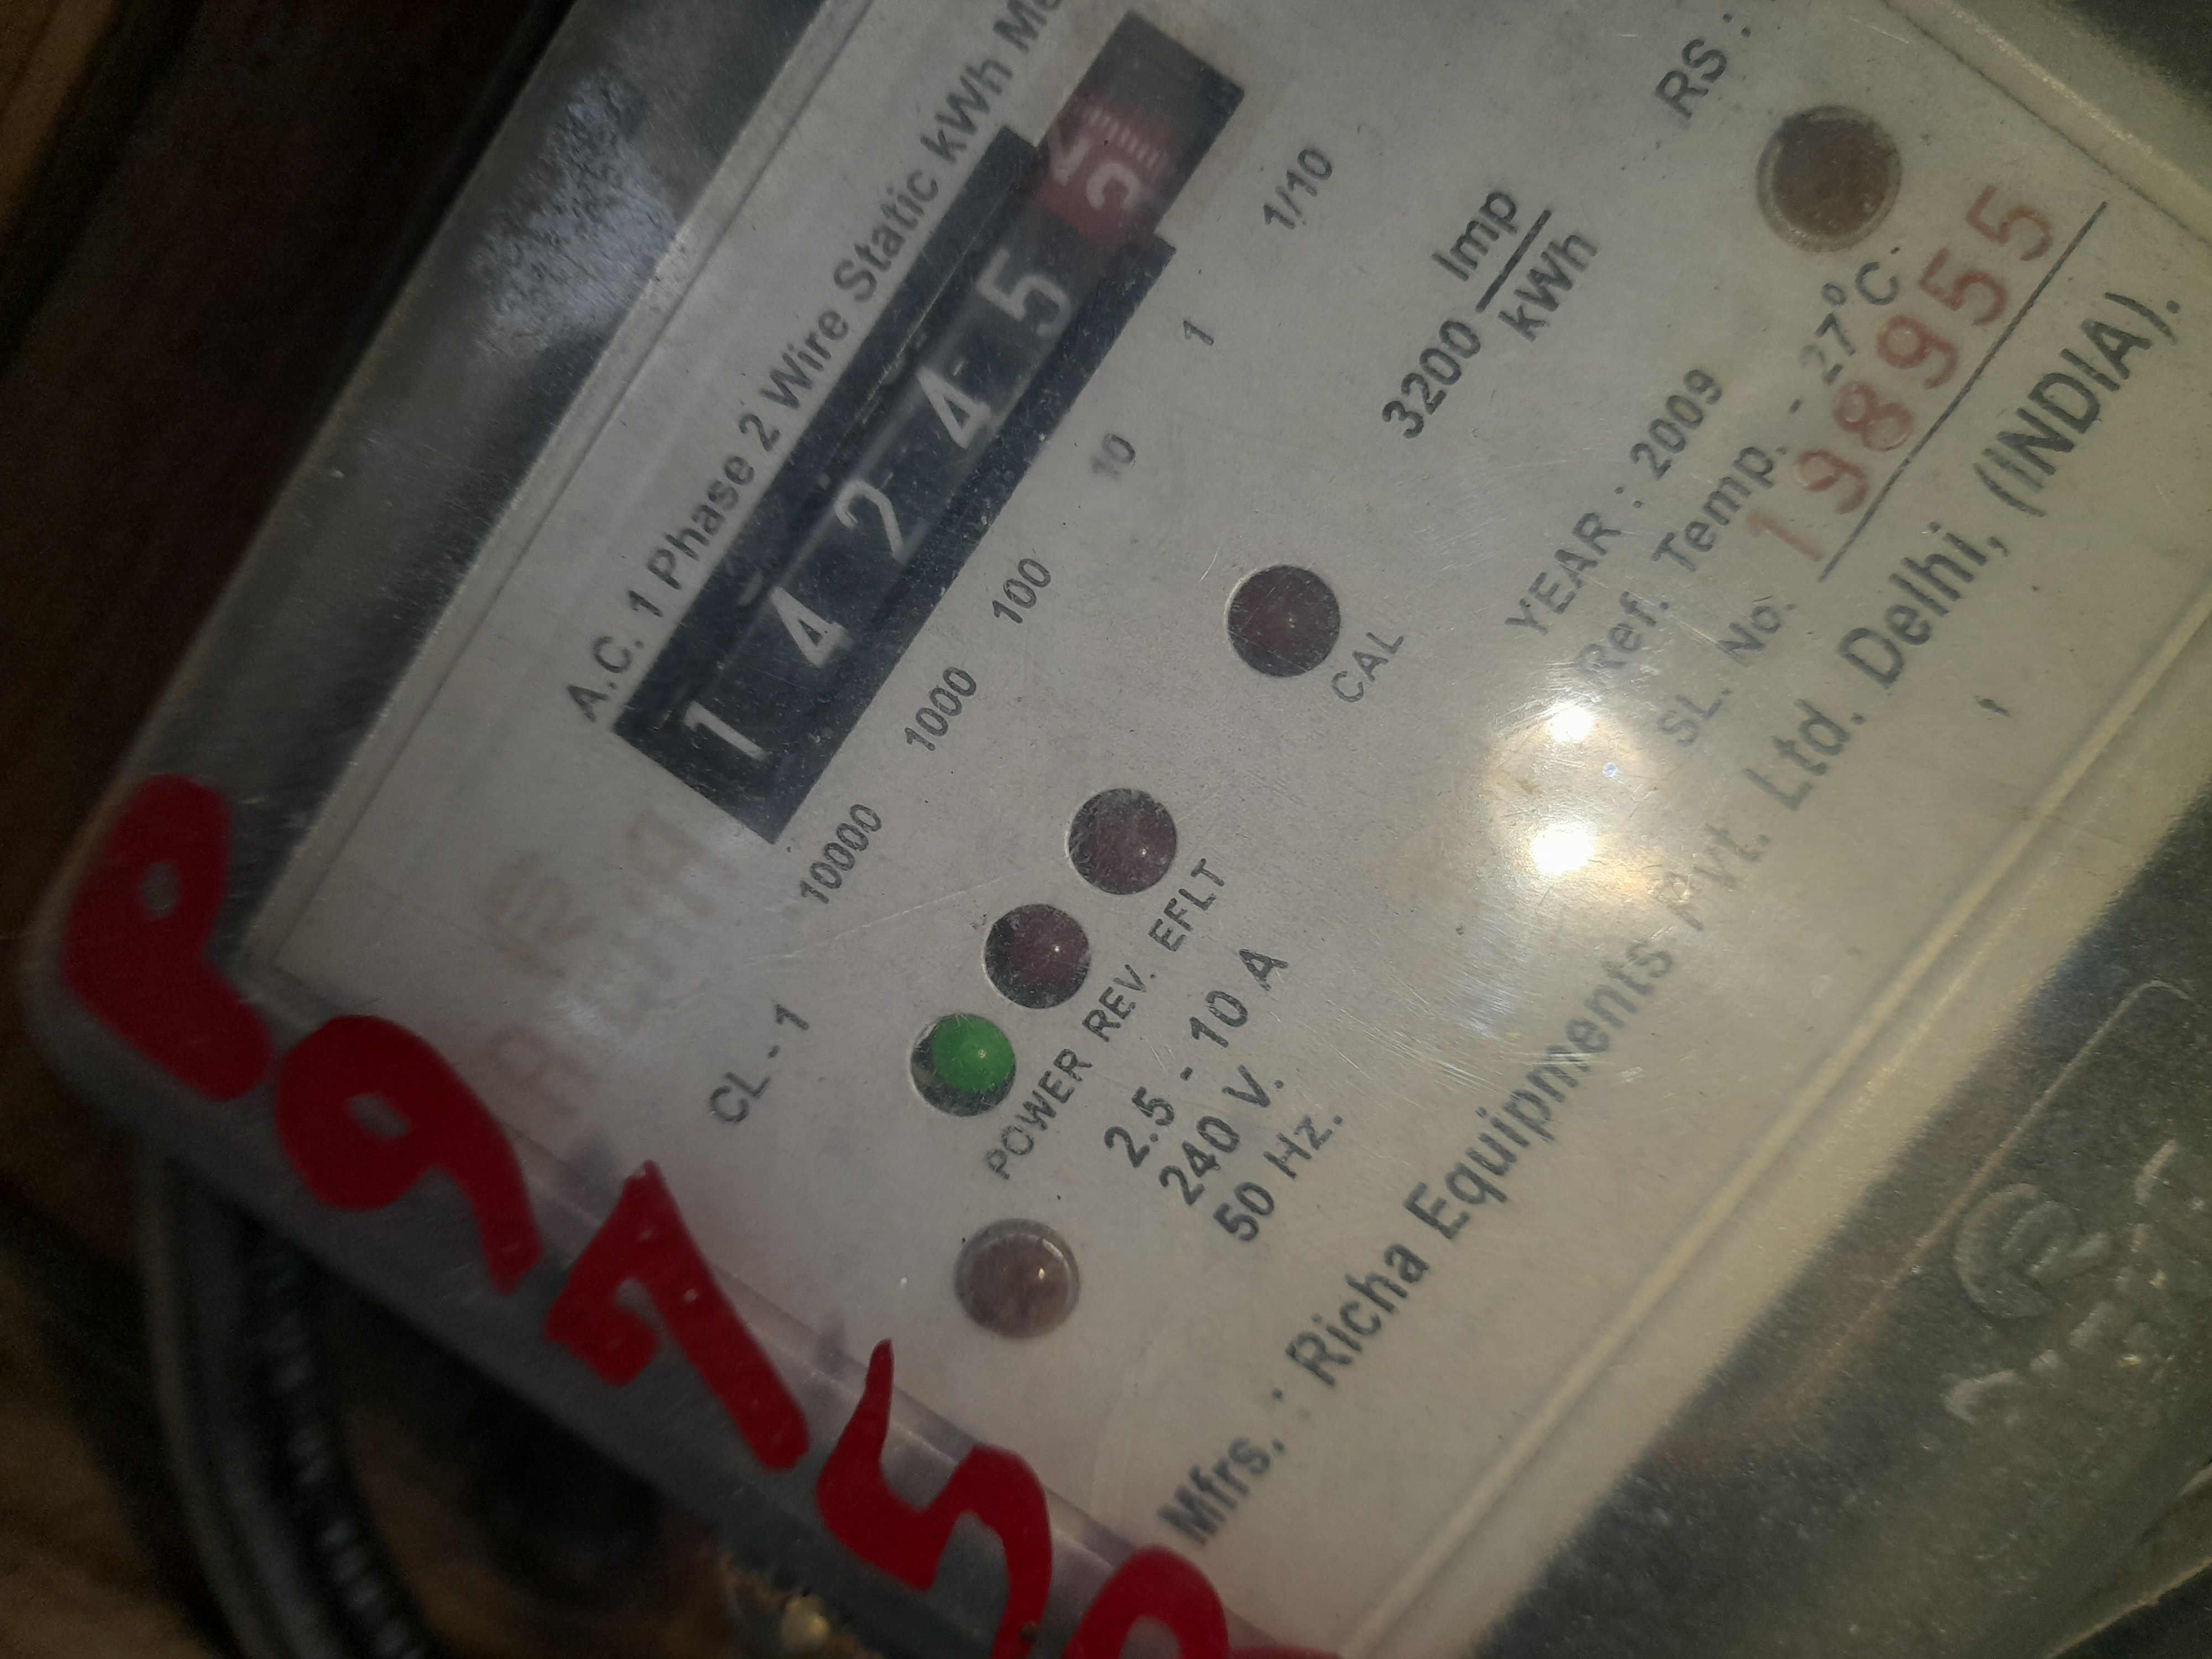 A.C. 1 Phase 2 Wire Static kWh
1 4 2 4 5
10000 1000 100 10 1 1/10
CL - 1
3200 Imp
kWh
RS :
CAL
POWER REV. EFLT
2.5 - 10 A
240 V.
50 Hz.
YEAR : 2009
Ref. Temp. - 27°C
SL. No. 198955
Mfrs. : Richa Equipments Pvt. Ltd. Delhi, (INDIA).